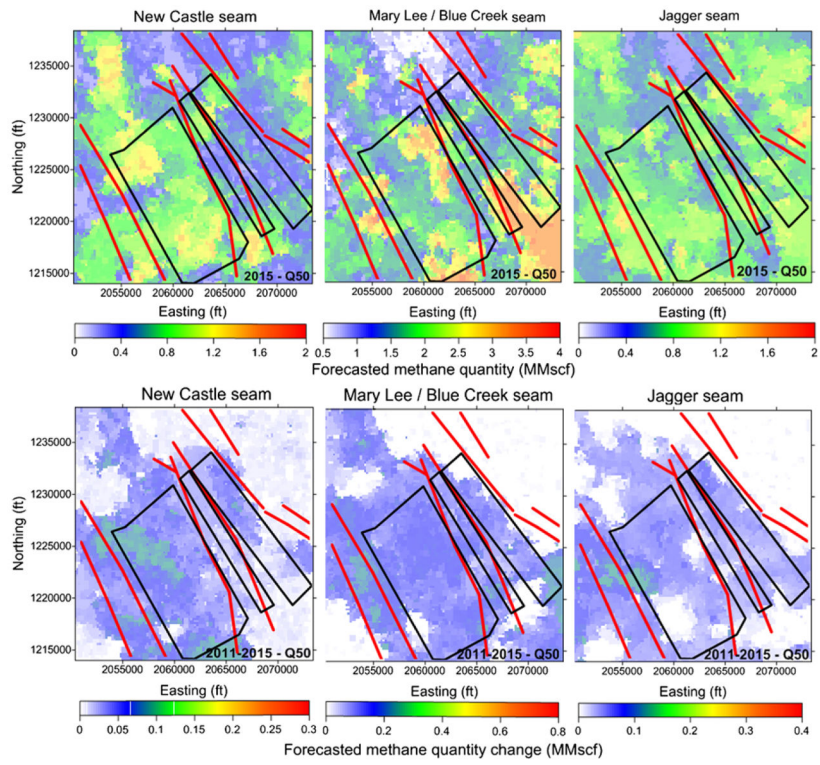 New Castle seam
Mary Lee / Blue Creek seam
Jagger seam
Northing (ft)
1235000
1230000
1225000
1220000
1215000
2015 - Q50
2015 - Q50
2015 - Q50
2055000 2060000 2065000 2070000
2055000 2060000 2065000 2070000
2055000 2060000 2065000 2070000
Easting (ft)
Easting (ft)
Easting (ft)
0 0.4 0.8 1.2 1.6 2
0.5 1 1.5 2 2.5 3 3.5 4
0 0.4 0.8 1.2 1.6 2
Forecasted methane quantity (MMscf)
New Castle seam
Mary Lee / Blue Creek seam
Jagger seam
Northing (ft)
1235000
1230000
1225000
1220000
1215000
2011-2015 - Q50
2011-2015 - Q50
2011-2015 - Q50
2055000 2060000 2065000 2070000
2055000 2060000 2065000 2070000
2055000 2060000 2065000 2070000
Easting (ft)
Easting (ft)
Easting (ft)
0 0.05 0.1 0.15 0.2 0.25 0.3
0 0.2 0.4 0.6 0.8
0 0.1 0.2 0.3 0.4
Forecasted methane quantity change (MMscf)